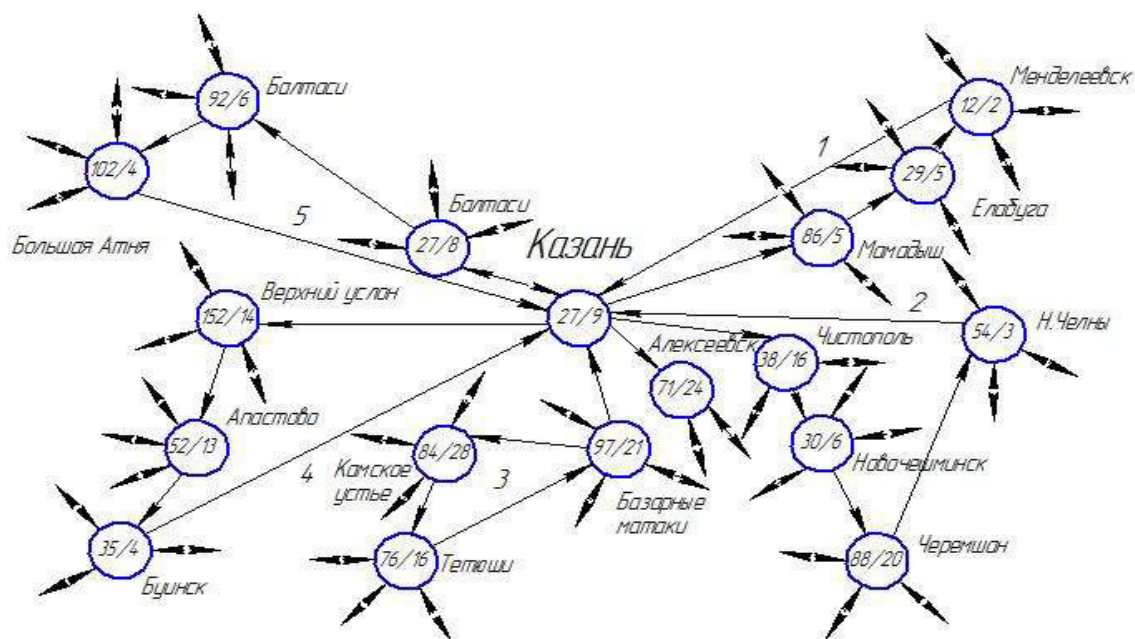 Балтаси
92/6
Менделеевск
12/2
1
102/4
29/5
Балтаси
Елабуга
5
86/5
Казань
27/8
Мамадыш
Большая Атня
Верхний услон
152/14
27/9
2
Н.Челны
54/3
Алексеевск
Чистополь
38/16
71/24
Апастово
52/13
84/28
97/21
30/6
Новочешминск
Камское
устье
4
3
Базарные
матаки
35/4
76/16
Тетюши
Черемшан
88/20
Буинск